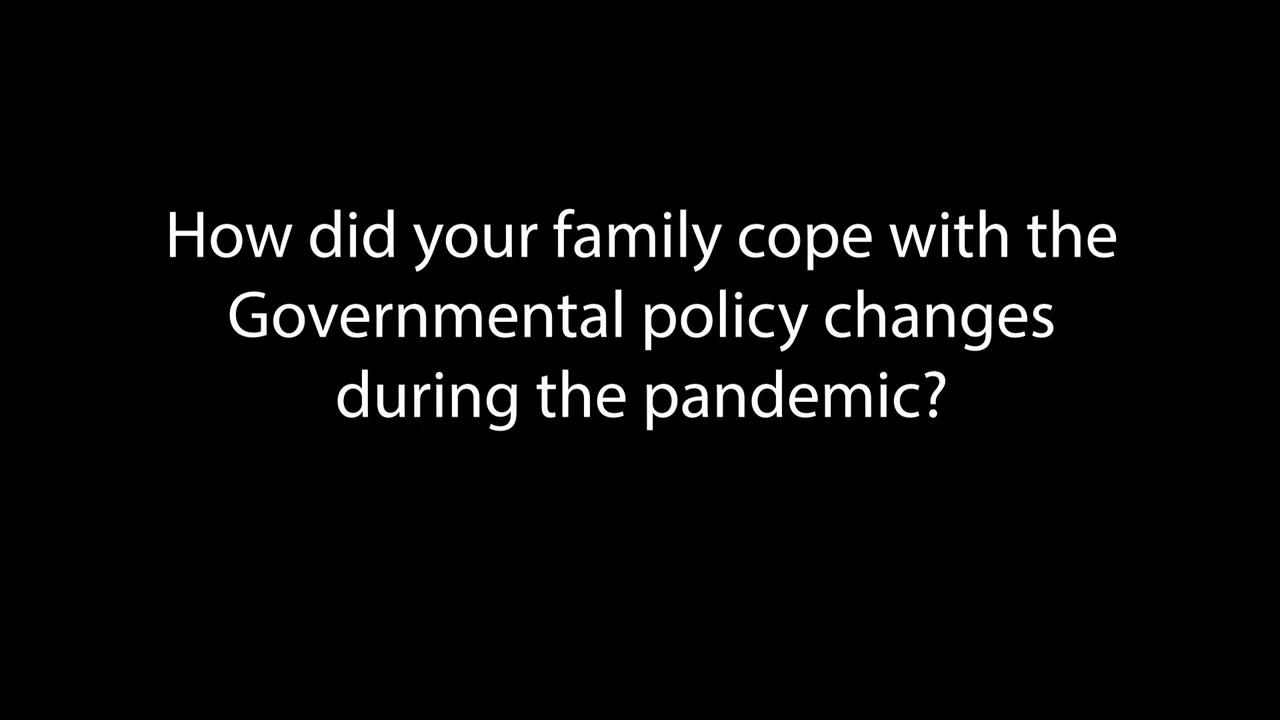 How did your family cope with the
Governmental policy changes
during the pandemic?